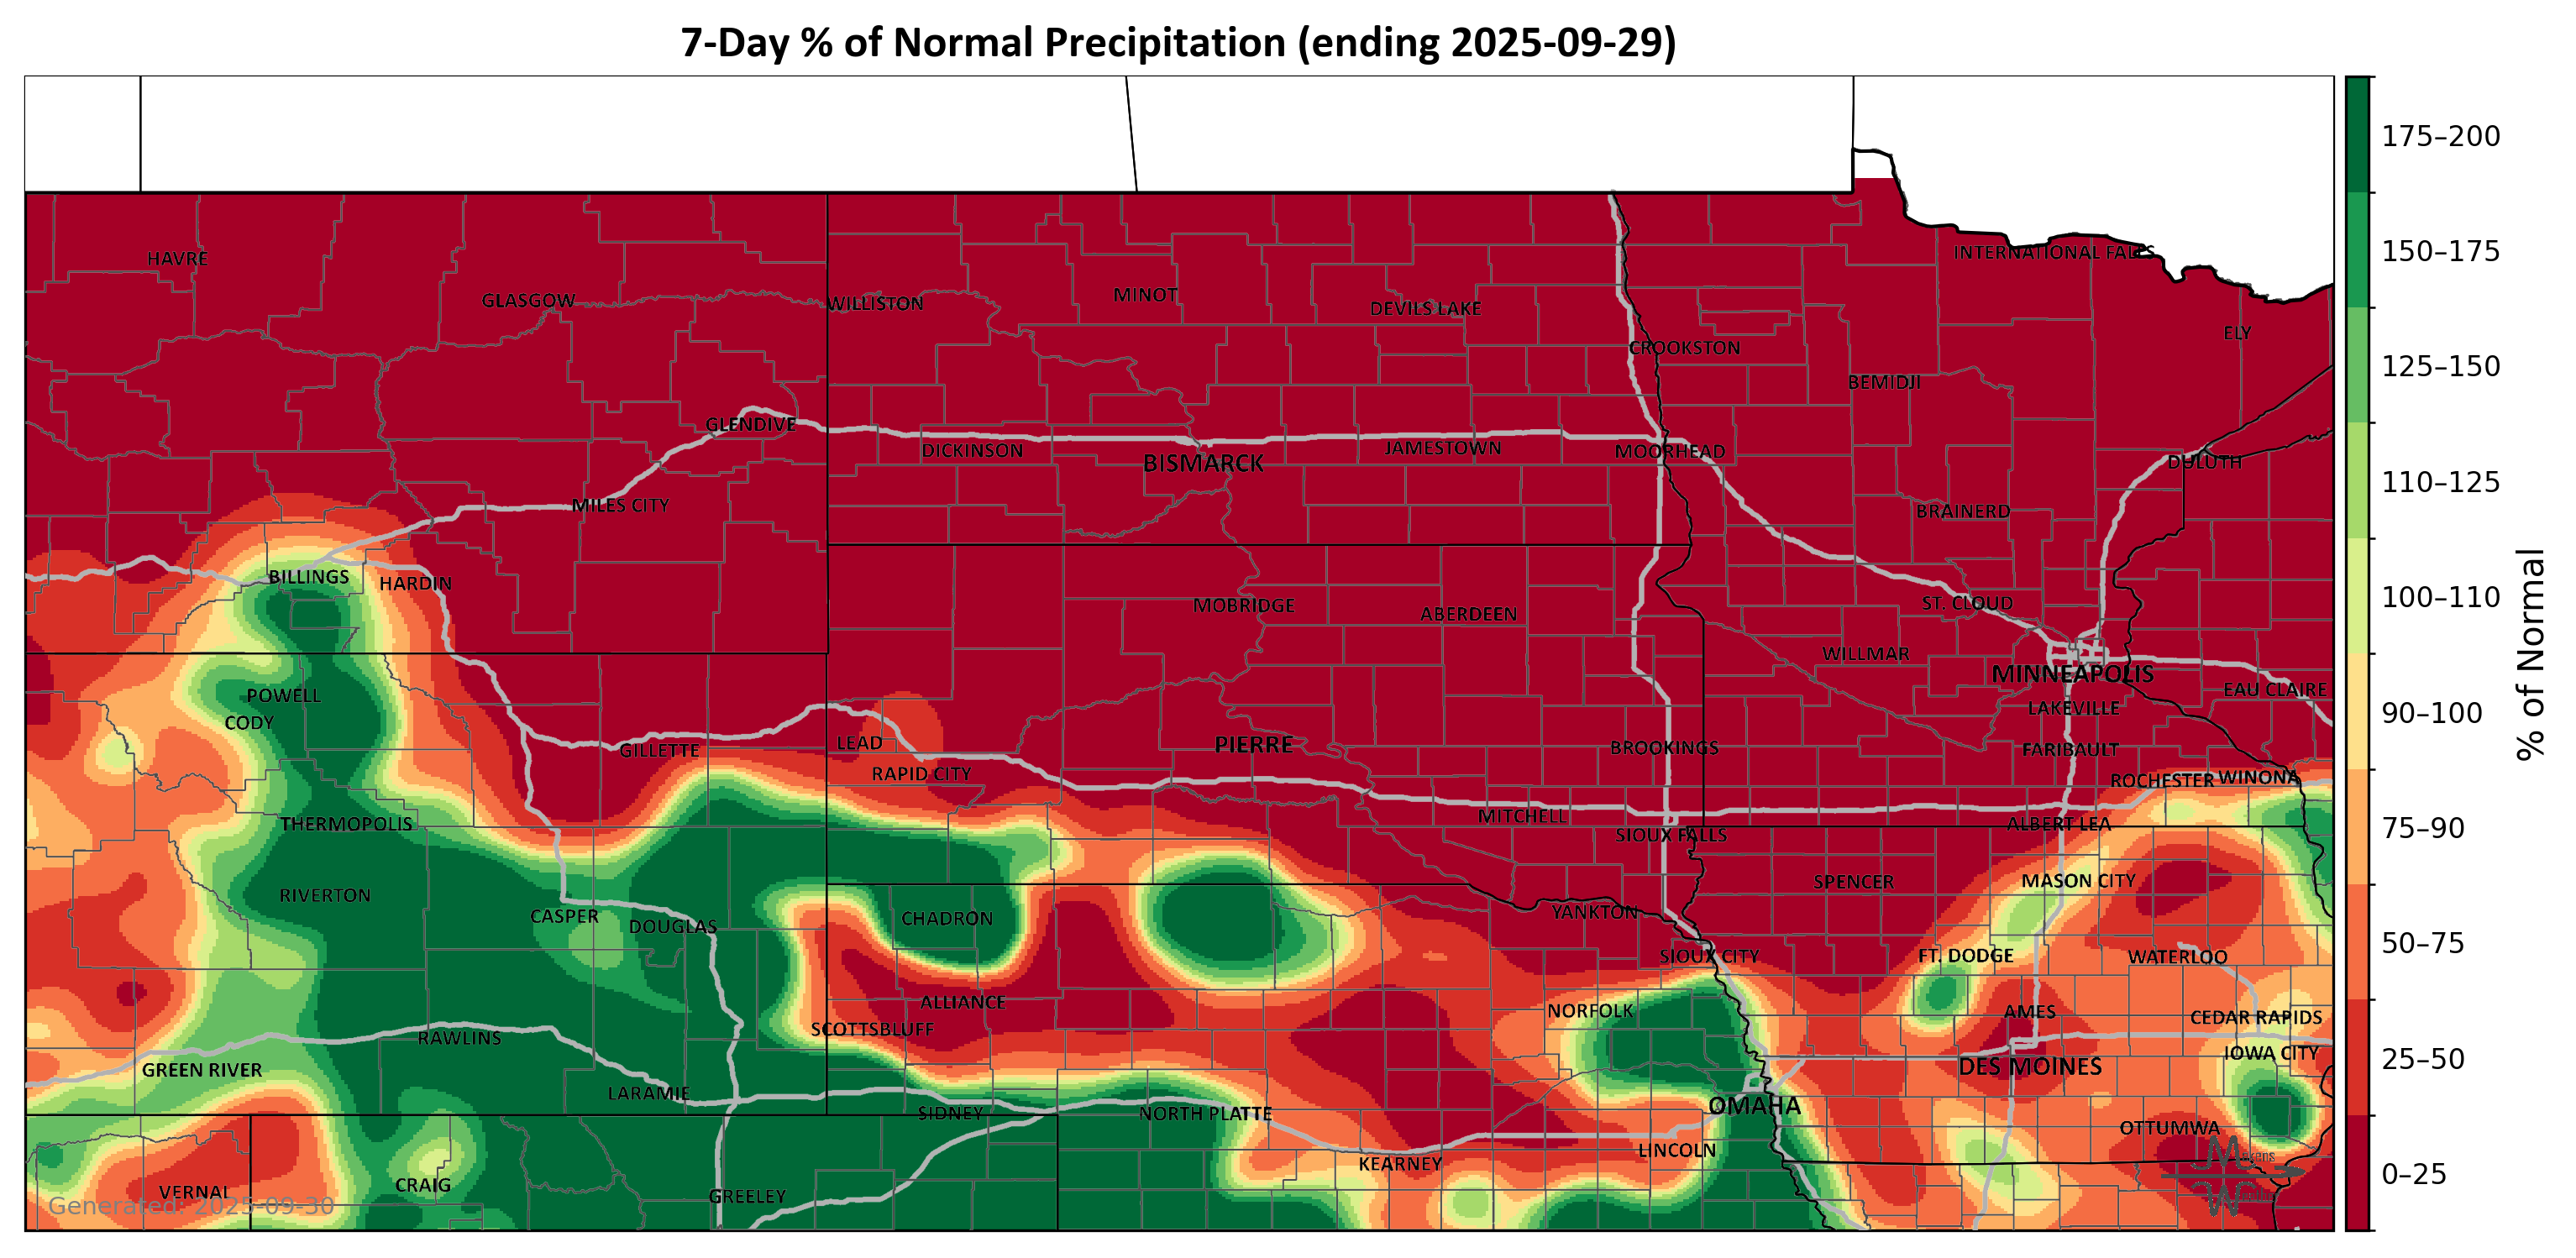 7-Day % of Normal Precipitation (ending 2025-09-29)
175–200
150–175
125–150
110–125
100–110
90–100
75–90
50–75
25–50
0–25
% of Normal
HAVRE
INTERNATIONAL FALLS
GLASGOW
WILLISTON
MINOT
DEVILS LAKE
ELY
CROOKSTON
BEMIDJI
GLENDIVE
DICKINSON
BISMARCK
JAMESTOWN
MOORHEAD
DULUTH
MILES CITY
BRAINERD
BILLINGS
HARDIN
MOBRIDGE
ABERDEEN
ST. CLOUD
WILLMAR
MINNEAPOLIS
POWELL
EAU CLAIRE
CODY
LAKEVILLE
GILLETTE
LEAD
PIERRE
BROOKINGS
FARIBAULT
RAPID CITY
ROCHESTER
WINONA
THERMOPOLIS
MITCHELL
SIOUX FALLS
ALBERT LEA
RIVERTON
SPENCER
MASON CITY
CASPER
DOUGLAS
CHADRON
YANKTON
SIOUX CITY
FT. DODGE
WATERLOO
ALLIANCE
NORFOLK
AMES
SCOTTSBLUFF
CEDAR RAPIDS
RAWLINS
GREEN RIVER
DES MOINES
IOWA CITY
LARAMIE
SIDNEY
NORTH PLATTE
OMAHA
OTTUMWA
LINCOLN
KEARNEY
VERNAL
CRAIG
GREELEY
Generated: 2025-09-30